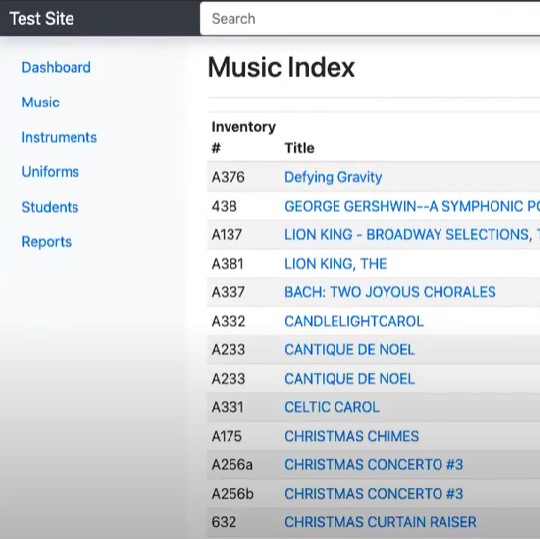 Test Site
Search
Dashboard
Music
Instruments
Uniforms
Students
Reports
Music Index
Inventory
# Title
A376 Defying Gravity
438 GEORGE GERSHWIN--A SYMPHONIC
A137 LION KING - BROADWAY SELECTIONS,
A381 LION KING, THE
A337 BACH: TWO JOYOUS CHORALES
A332 CANDLELIGHTCAROL
A233 CANTIQUE DE NOEL
A233 CANTIQUE DE NOEL
A331 CELTIC CAROL
A175 CHRISTMAS CHIMES
A256a CHRISTMAS CONCERTO #3
A256b CHRISTMAS CONCERTO #3
632 CHRISTMAS CURTAIN RAISER